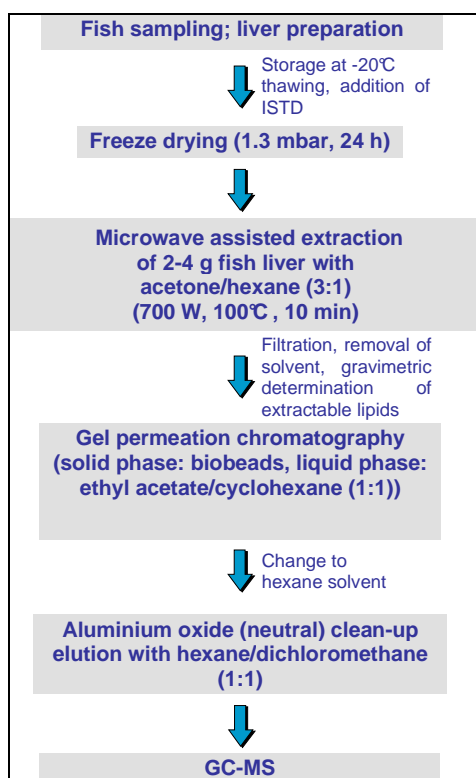 Fish sampling; liver preparation
Storage at -20°C
thawing, addition of
ISTD
Freeze drying (1.3 mbar, 24 h)
Microwave assisted extraction
of 2-4 g fish liver with
acetone/hexane (3:1)
(700 W, 100°C , 10 min)
Filtration, removal of
solvent, gravimetric
determination of
extractable lipids
Gel permeation chromatography
(solid phase: biobeads, liquid phase:
ethyl acetate/cyclohexane (1:1))
Change to
hexane solvent
Aluminium oxide (neutral) clean-up
elution with hexane/dichloromethane
(1:1)
GC-MS